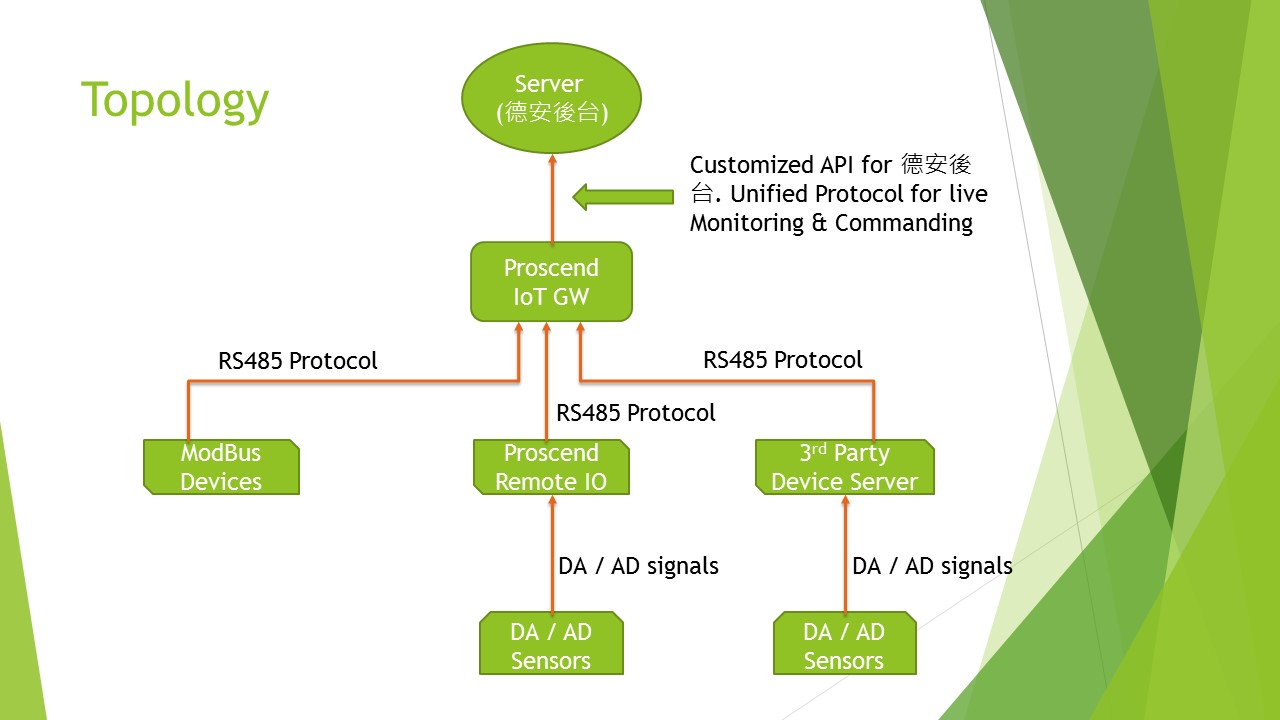 Topology
Server
(德安後台)
Customized API for 德安後
台. Unified Protocol for live
Monitoring & Commanding
Proscend
IoT GW
RS485 Protocol
RS485 Protocol
RS485 Protocol
ModBus
Devices
Proscend
Remote IO
3rd Party
Device Server
DA / AD signals
DA / AD signals
DA / AD
Sensors
DA / AD
Sensors